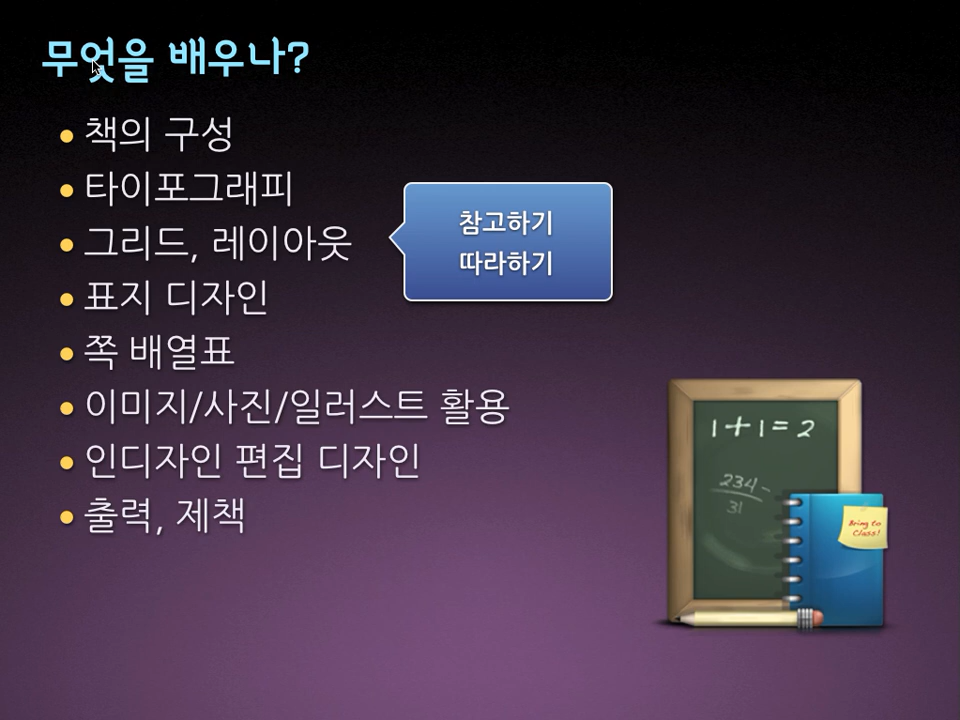 무엇을 배우나?
• 책의 구성
• 타이포그래피
• 그리드, 레이아웃
참고하기
따라하기
• 표지 디자인
• 쪽 배열표
• 이미지/사진/일러스트 활용
• 인디자인 편집 디자인
• 출력, 제책
1+1=2
234-
31
Bring to
Class!